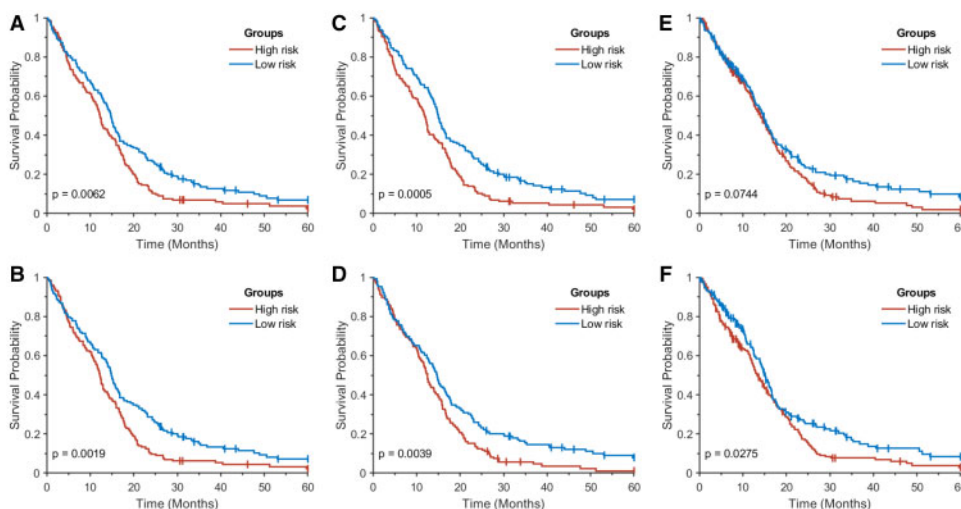 A
1
0.8
0.6
0.4
0.2
0
Survival Probability
Groups
High risk
Low risk
p = 0.0062
0 10 20 30 40 50 60
Time (Months)
C
1
0.8
0.6
0.4
0.2
0
Survival Probability
Groups
High risk
Low risk
p = 0.0005
0 10 20 30 40 50 60
Time (Months)
E
1
0.8
0.6
0.4
0.2
0
Survival Probability
Groups
High risk
Low risk
p = 0.0744
0 10 20 30 40 50 60
Time (Months)
B
1
0.8
0.6
0.4
0.2
0
Survival Probability
Groups
High risk
Low risk
p = 0.0019
0 10 20 30 40 50 60
Time (Months)
D
1
0.8
0.6
0.4
0.2
0
Survival Probability
Groups
High risk
Low risk
p = 0.0039
0 10 20 30 40 50 60
Time (Months)
F
1
0.8
0.6
0.4
0.2
0
Survival Probability
Groups
High risk
Low risk
p = 0.0275
0 10 20 30 40 50 60
Time (Months)